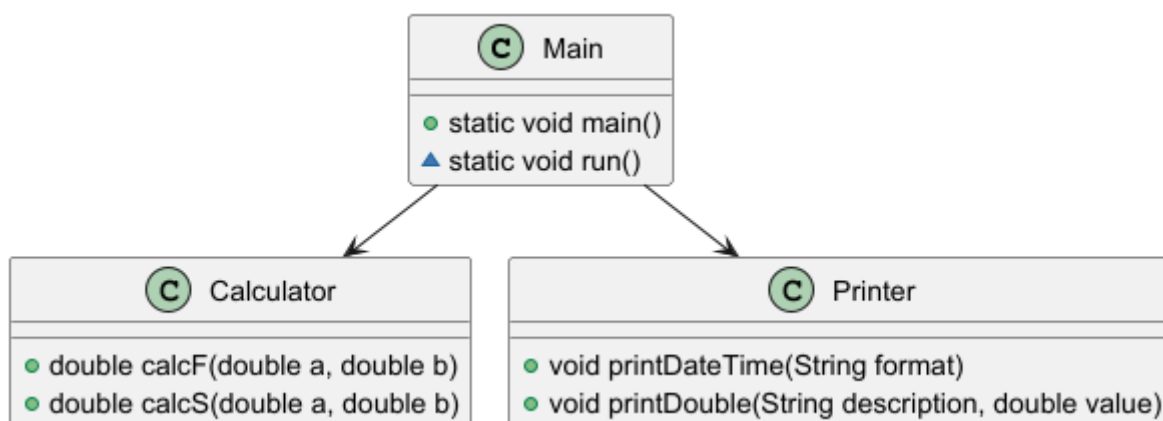 C Main
static void main()
static void run()
C Calculator
double calcF(double a, double b)
double calcS(double a, double b)
C Printer
void printDateTime(String format)
void printDouble(String description, double value)